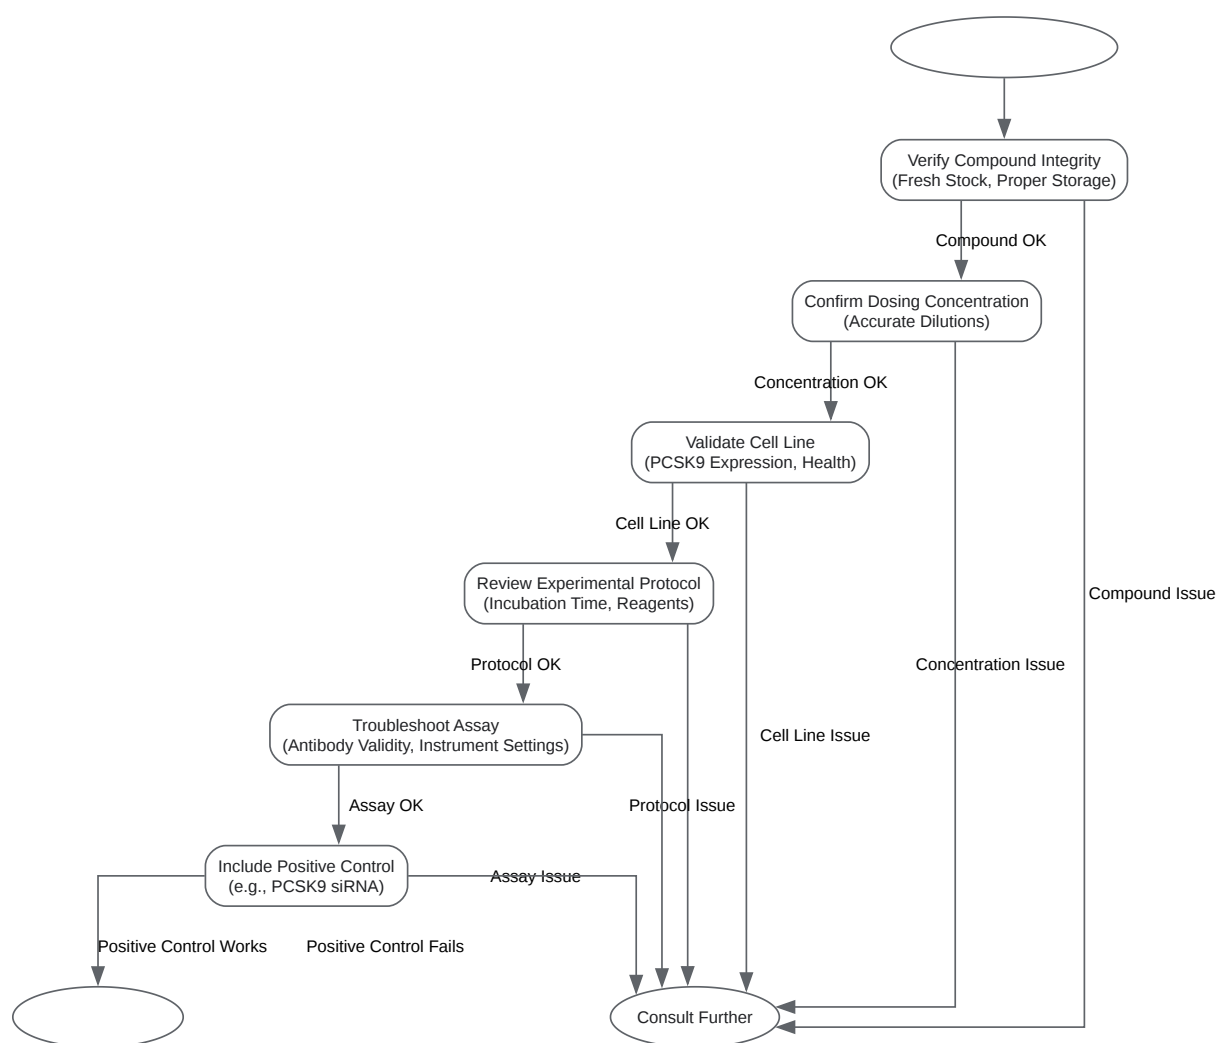 Verify Compound Integrity
(Fresh Stock, Proper Storage)
Compound OK
Confirm Dosing Concentration
(Accurate Dilutions)
Concentration OK
Validate Cell Line
(PCSK9 Expression, Health)
Cell Line OK
Review Experimental Protocol
(Incubation Time, Reagents)
Compound Issue
Protocol OK
Concentration Issue
Troubleshoot Assay
(Antibody Validity, Instrument Settings)
Cell Line Issue
Assay OK
Protocol Issue
Include Positive Control
(e.g., PCSK9 siRNA)
Assay Issue
Positive Control Works
Positive Control Fails
Consult Further